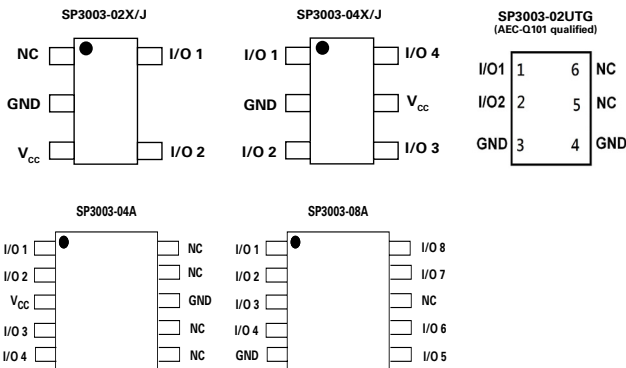 SP3003-02X/J
NC
I/O 1
GND
VCC
I/O 2
SP3003-04X/J
I/O 1
I/O 4
GND
VCC
I/O 2
I/O 3
SP3003-02UTG
(AEC-Q101 qualified)
I/O1 1 6 NC
I/O2 2 5 NC
GND 3 4 GND
SP3003-04A
I/O 1 NC
I/O 2 NC
VCC GND
I/O 3 NC
I/O 4 NC
SP3003-08A
I/O 1 I/O 8
I/O 2 I/O 7
I/O 3 NC
I/O 4 I/O 6
GND I/O 5